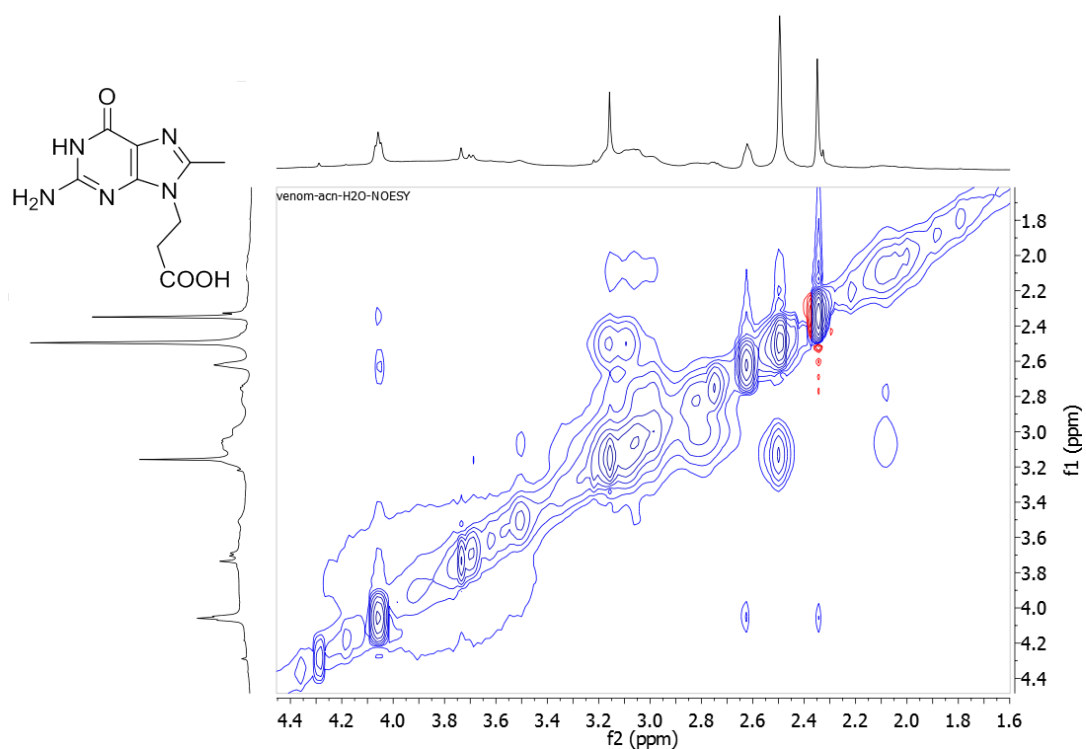 O
HN
N
H₂N
N
N
COOH
venom-acn-H2O-NOESY
1.8
2.0
2.2
2.4
2.6
2.8
3.0
3.2
3.4
3.6
3.8
4.0
4.2
4.4
f1 (ppm)
4.4 4.2 4.0 3.8 3.6 3.4 3.2 3.0 2.8 2.6 2.4 2.2 2.0 1.8 1.6
f2 (ppm)